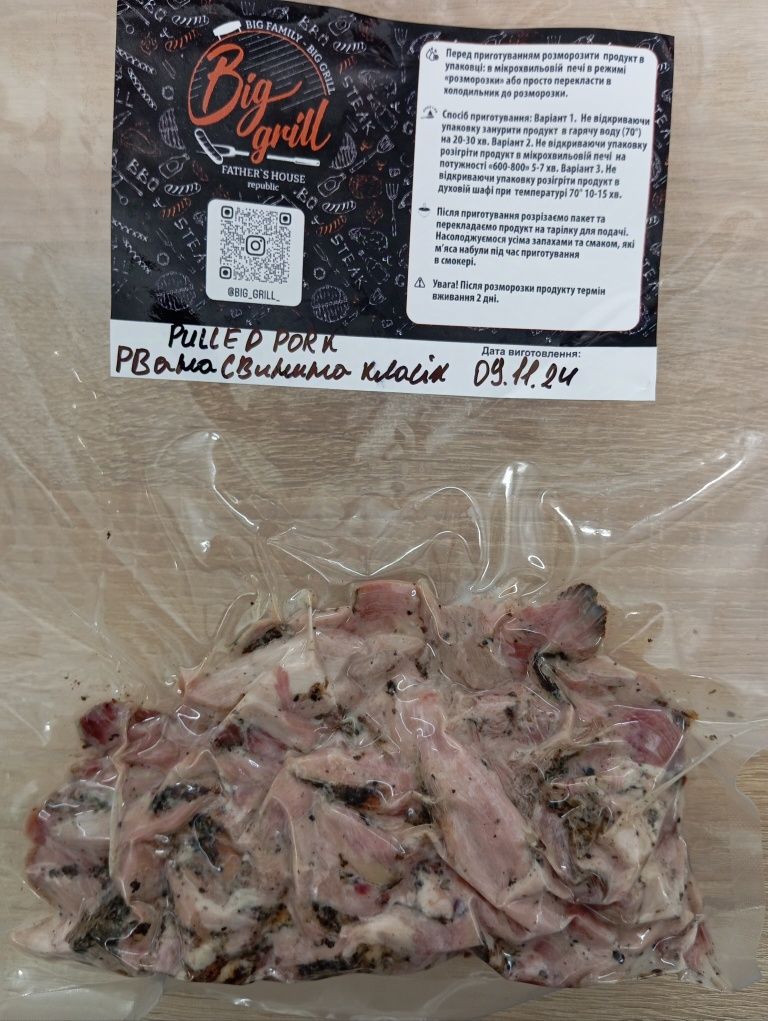 BIG FAMILY - BIG GRILL
Big
grill
FATHER`S HOUSE
republic
@BIG_GRILL_
BBQ
STEAK
BBQ
STEAK
Перед приготуванням розморозити продукт в
упаковці: в мікрохвильовій печі в режимі
«розморозки» або просто перекласти в
холодильник до розморозки.
Спосіб приготування: Варіант 1. Не відкриваючи
упаковку занурити продукт в гарячу воду (70°)
на 20-30 хв. Варіант 2. Не відкриваючи упаковку
розігріти продукт в мікрохвильовій печі на
потужності «600-800» 5-7 хв. Варіант 3. Не
відкриваючи упаковку розігріти продукт в
духовій шафі при температурі 70° 10-15 хв.
Після приготування розрізаємо пакет та
перекладаємо продукт на тарілку для подачі.
Насолоджуємося усіма запахами та смаком, які
м'яса набули під час приготування
в смокері.
Увага! Після розморозки продукту термін
вживання 2 дні.
PULLED PORK
РВана СВинина класік
Дата виготовлення:
09.11.24